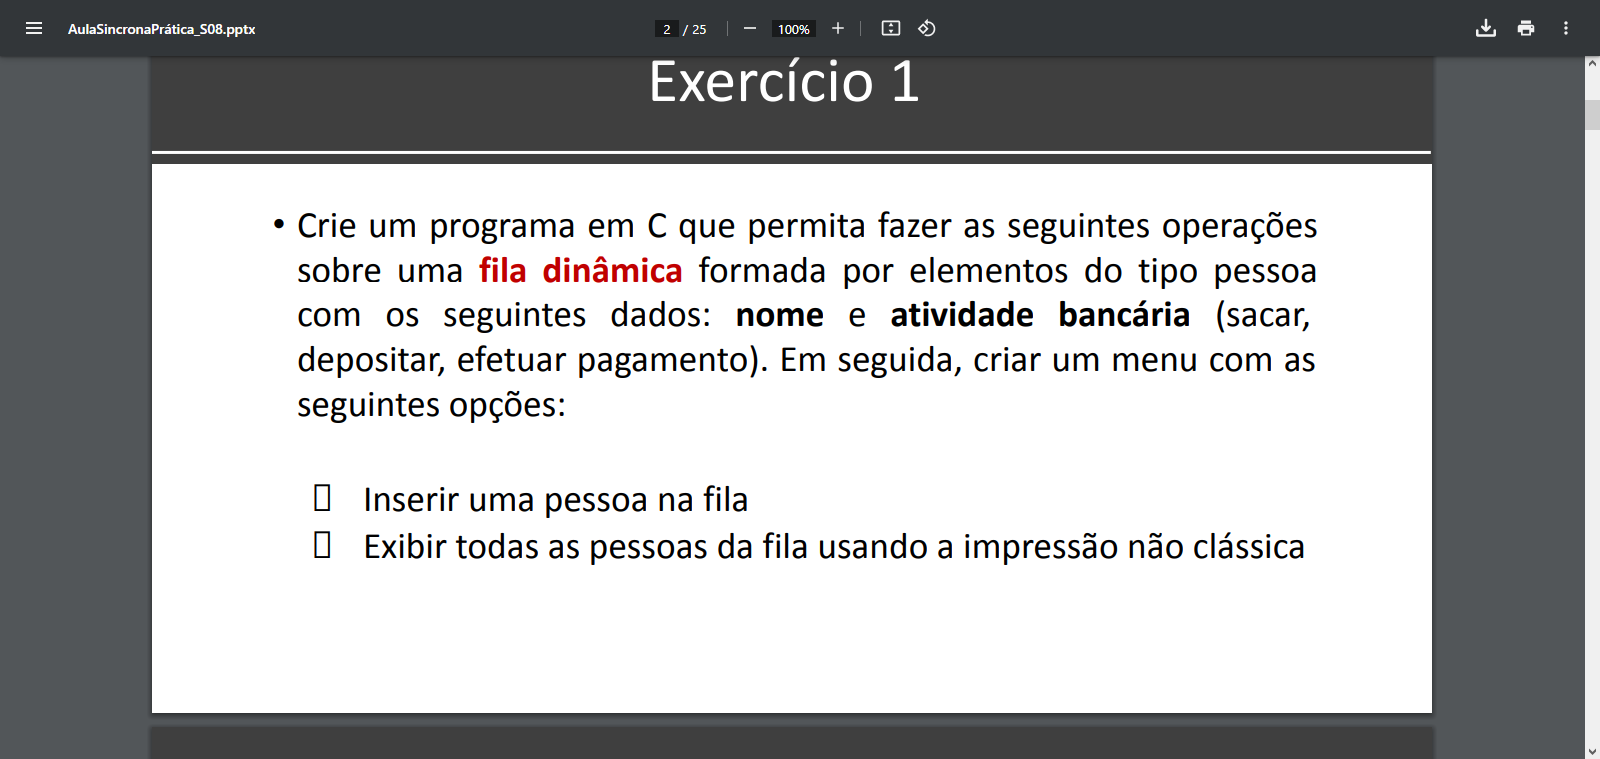 AulaSincronaPrática_S08.pptx
2 / 25
100%
Exercício 1
• Crie um programa em C que permita fazer as seguintes operações
sobre uma fila dinâmica formada por elementos do tipo pessoa
com os seguintes dados: nome e atividade bancária (sacar,
depositar, efetuar pagamento). Em seguida, criar um menu com as
seguintes opções:
Inserir uma pessoa na fila
Exibir todas as pessoas da fila usando a impressão não clássica